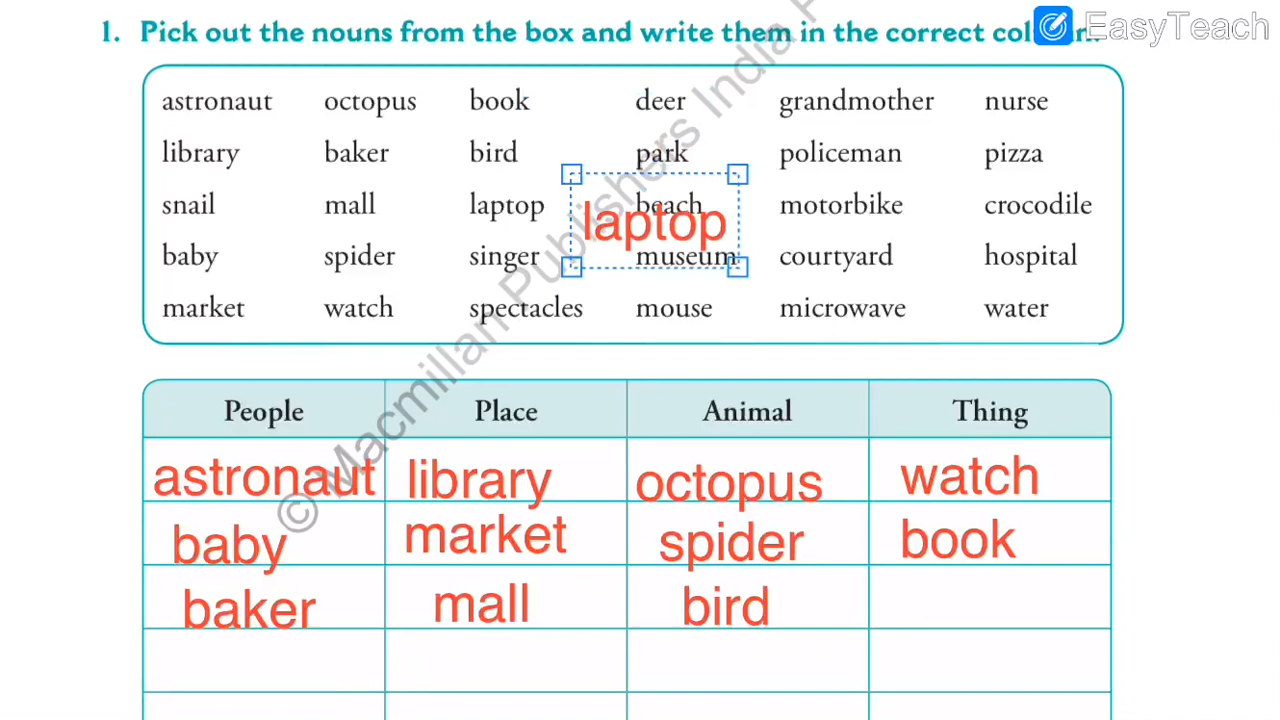 1. Pick out the nouns from the box and write them in the correct
EasyTeach
astronaut octopus book deer grandmother nurse
library baker bird park policeman pizza
snail mall laptop beach motorbike crocodile
laptop
baby spider singer museum courtyard hospital
market watch spectacles mouse microwave water
© Macmillan Publishers India
People Place Animal Thing
astronaut library octopus watch
baby market spider book
baker mall bird